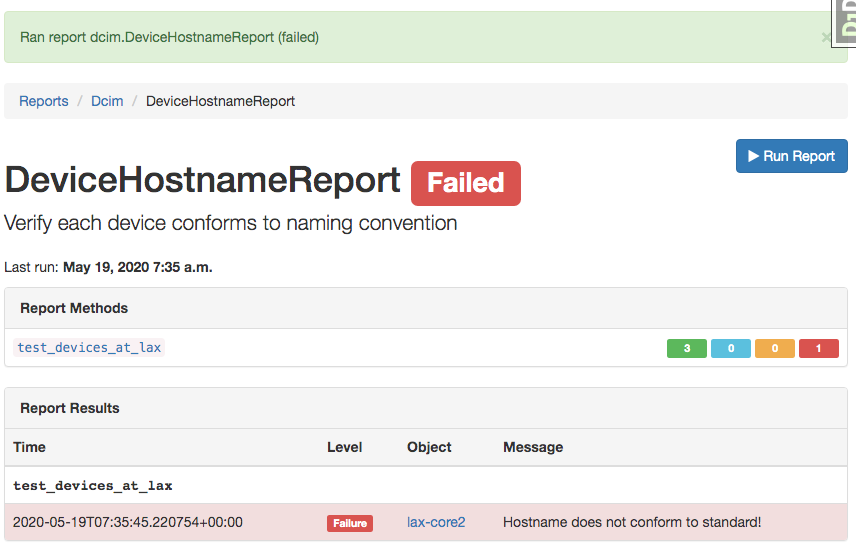 Ran report dcim.DeviceHostnameReport (failed)
×
Reports / Dcim / DeviceHostnameReport
Run Report
DeviceHostnameReport Failed
Verify each device conforms to naming convention
Last run: May 19, 2020 7:35 a.m.
Report Methods
test_devices_at_lax 3 0 0 1
Report Results
Time Level Object Message
test_devices_at_lax
2020-05-19T07:35:45.220754+00:00 Failure lax-core2 Hostname does not conform to standard!